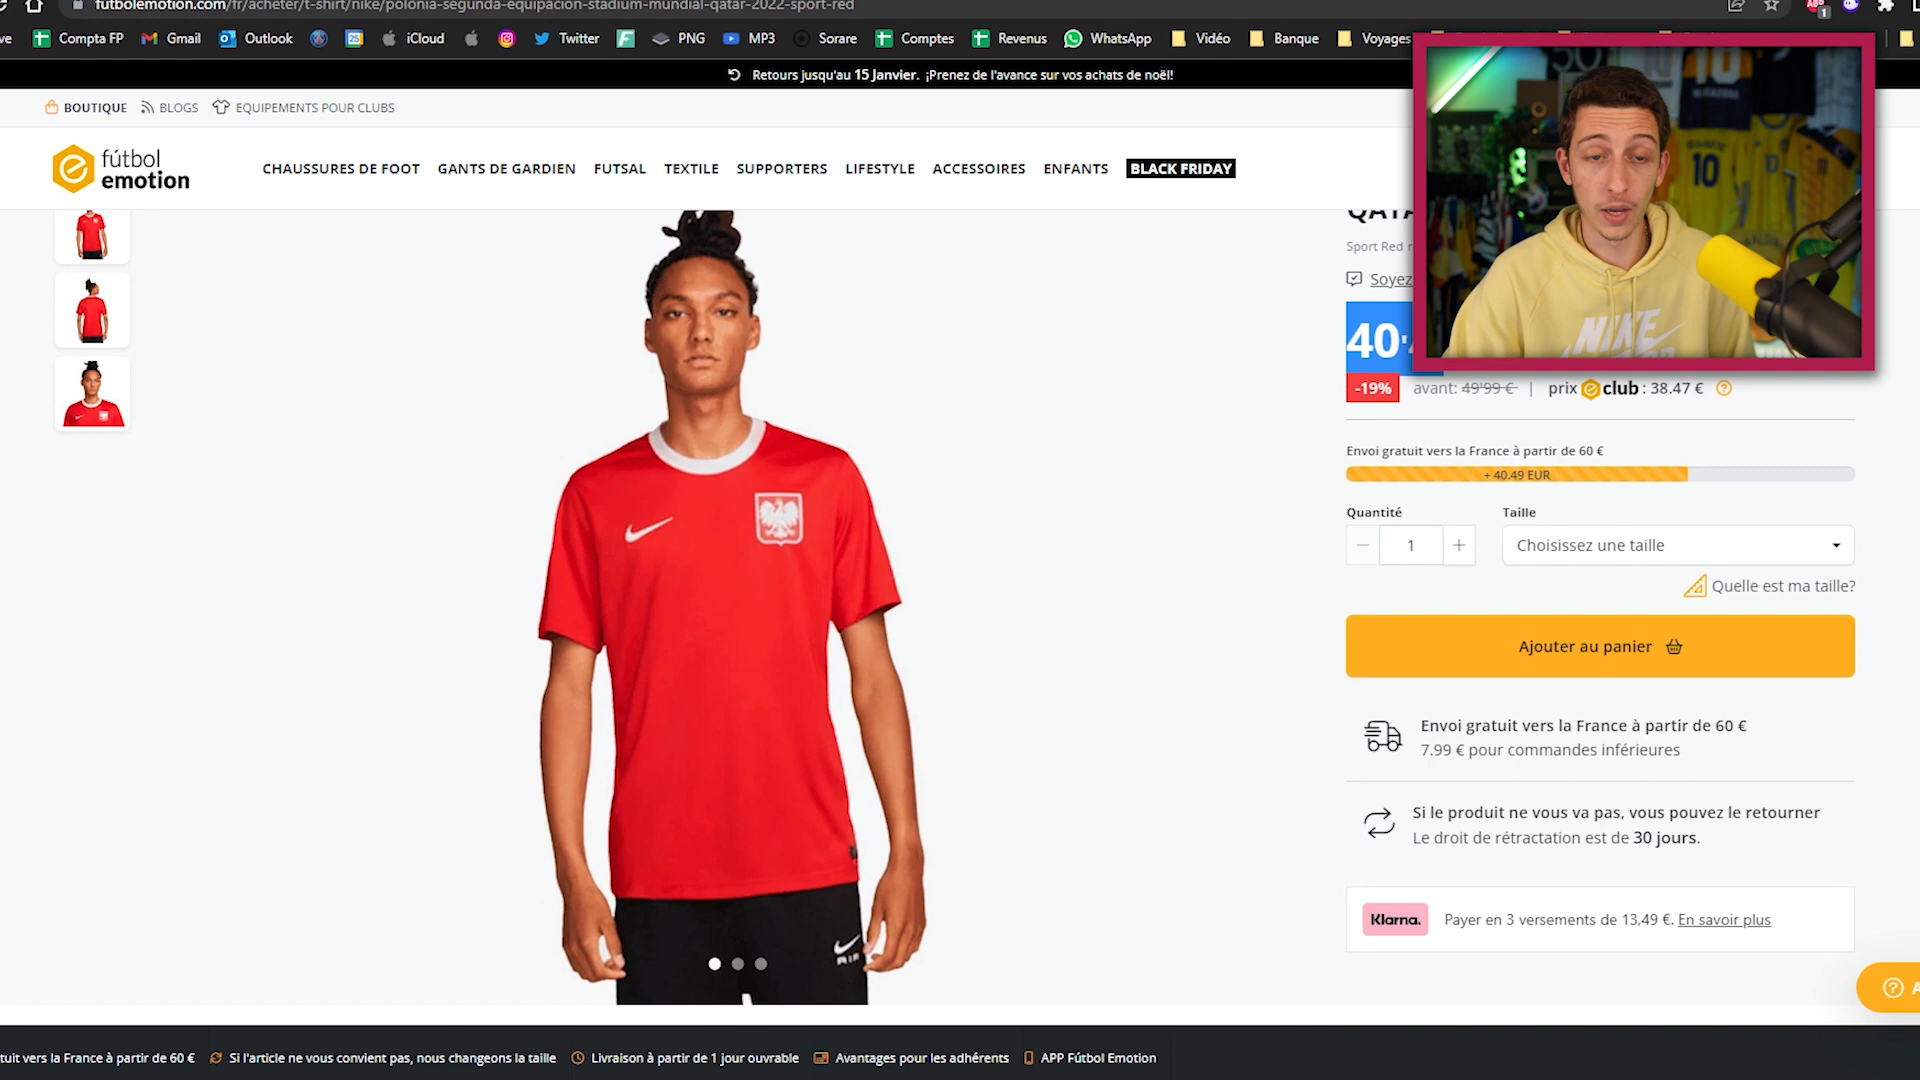 futbolemotion.com/fr/acheter/t-shirt/nike/polonia-segunda-equipacion-stadium-mundial-qatar-2022-sport-red
Compta FP Gmail Outlook 25 iCloud Twitter PNG MP3 Sorare Comptes Revenus WhatsApp Vidéo Banque Voyages
Retours jusqu'au 15 Janvier. ¡Prenez de l'avance sur vos achats de noël!
BOUTIQUE BLOGS EQUIPEMENTS POUR CLUBS
fútbol
emotion
CHAUSSURES DE FOOT GANTS DE GARDIEN FUTSAL TEXTILE SUPPORTERS LIFESTYLE ACCESSOIRES ENFANTS BLACK FRIDAY
10
NIKE
Sport Red
Soyez
40
-19% avant: 49'99 € | prix club : 38.47 €
Envoi gratuit vers la France à partir de 60 €
+ 40.49 EUR
Quantité Taille
1 Choisissez une taille
Quelle est ma taille?
Ajouter au panier
Envoi gratuit vers la France à partir de 60 €
7.99 € pour commandes inférieures
Si le produit ne vous va pas, vous pouvez le retourner
Le droit de rétractation est de 30 jours.
Klarna. Payer en 3 versements de 13,49 €. En savoir plus
AIR
tuit vers la France à partir de 60 € Si l'article ne vous convient pas, nous changeons la taille Livraison à partir de 1 jour ouvrable Avantages pour les adhérents APP Fútbol Emotion